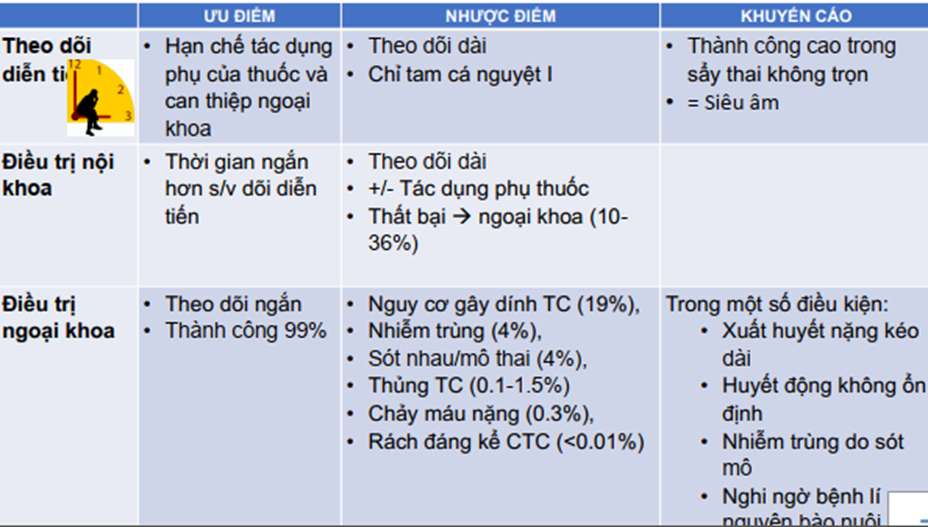 ƯU ĐIỂM
NHƯỢC ĐIỂM
KHUYẾN CÁO
Theo dõi
diễn
• Hạn chế tác dụng
phụ của thuốc và
can thiệp ngoại
khoa
• Theo dõi dài
• Chỉ tam cá nguyệt I
• Thành công cao trong
sẩy thai không trọn
• = Siêu âm
12
1
2
3
Điều trị nội
khoa
• Thời gian ngắn
hơn s/v dõi diễn
tiến
• Theo dõi dài
• +/- Tác dụng phụ thuốc
• Thất bại → ngoại khoa (10-
36%)
Điều trị
ngoại khoa
• Theo dõi ngắn
• Thành công 99%
• Nguy cơ gây dính TC (19%),
• Nhiễm trùng (4%),
• Sót nhau/mô thai (4%),
• Thủng TC (0.1-1.5%)
• Chảy máu nặng (0.3%),
• Rách đáng kể CTC (<0.01%)
Trong một số điều kiện:
• Xuất huyết nặng kéo
dài
• Huyết động không ổn
định
• Nhiễm trùng do sót
mô
• Nghi ngờ bệnh lí
nguyên bào nuôi